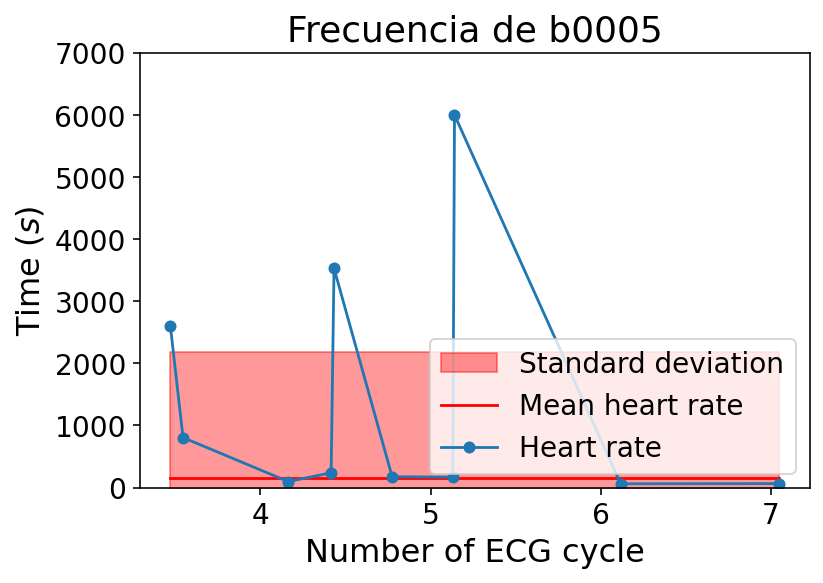 Frecuencia de b0005
7000
6000
5000
4000
3000
2000
1000
0
Time (s)
Standard deviation
Mean heart rate
Heart rate
4 5 6 7
Number of ECG cycle